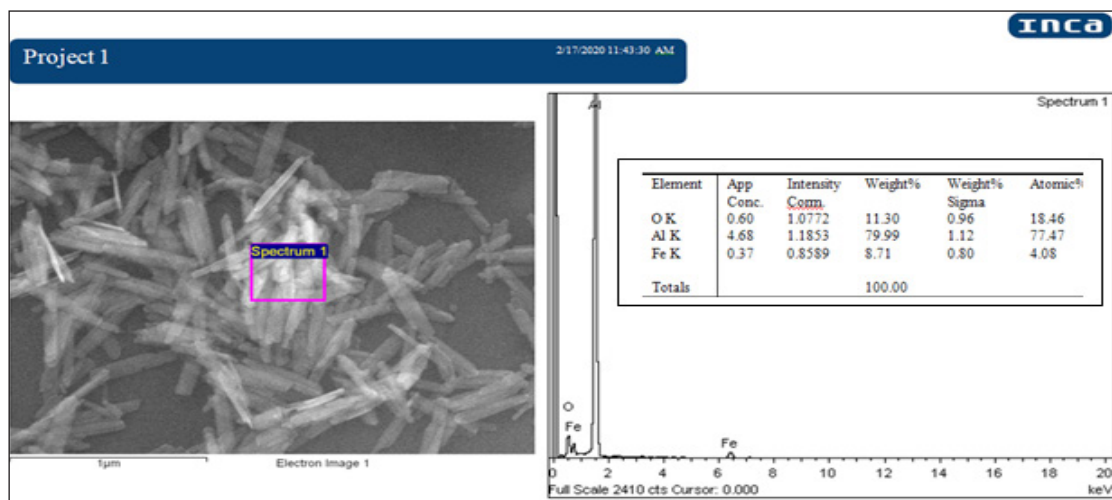 INCA
Project 1
2/17/2020 11:43:30 AM
Spectrum 1
1µm
Electron Image 1
Spectrum 1
Al
Element App Conc. Intensity Corrn. Weight% Weight% Sigma Atomic%
O K 0.60 1.0772 11.30 0.96 18.46
Al K 4.68 1.1853 79.99 1.12 77.47
Fe K 0.37 0.8589 8.71 0.80 4.08
Totals 100.00
O
Fe
Fe
0 2 4 6 8 10 12 14 16 18 20
Full Scale 2410 cts Cursor: 0.000
keV